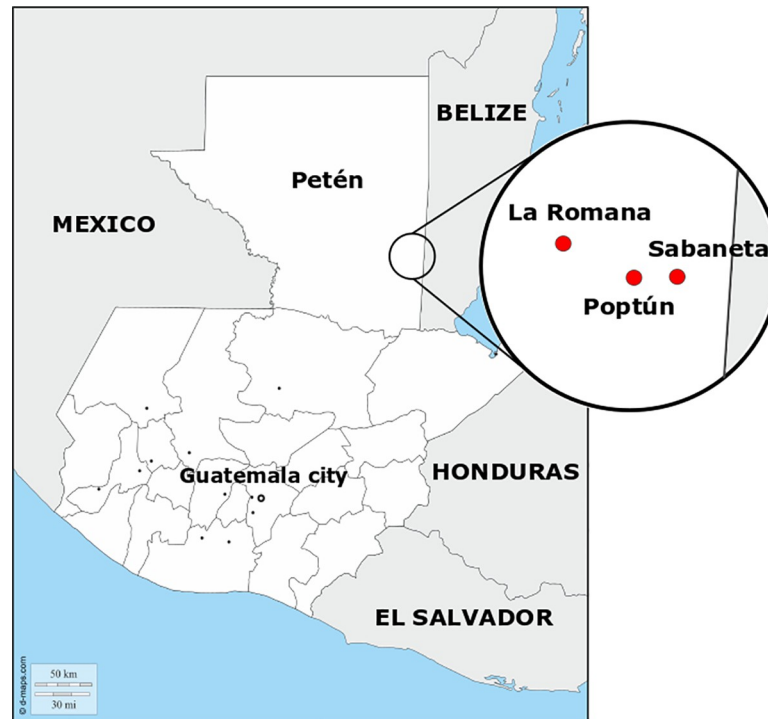 BELIZE
Petén
MEXICO
La Romana
Sabaneta
Poptún
Guatemala city
HONDURAS
EL SALVADOR
50 km
30 mi
© d-maps.com